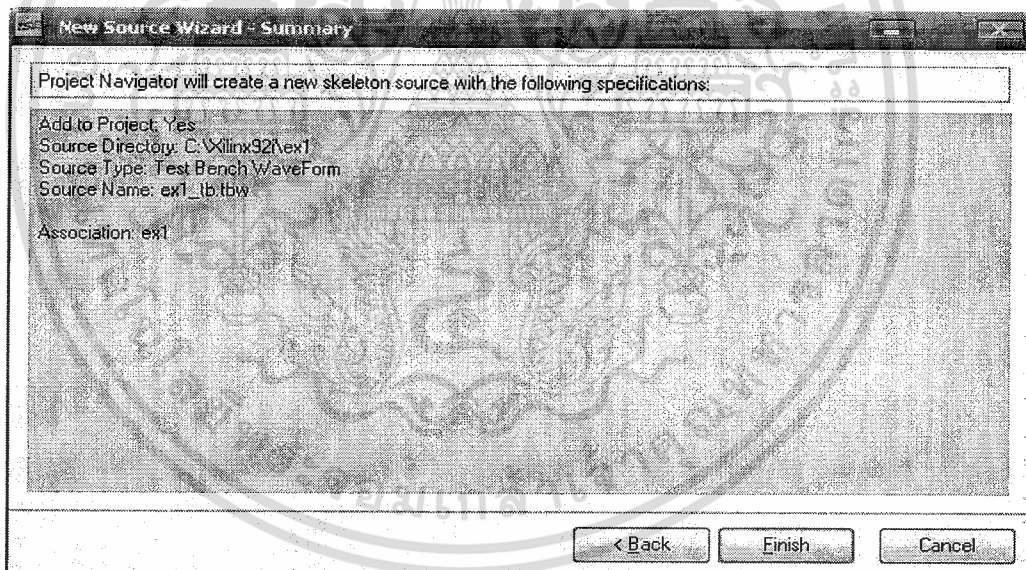 New Source Wizard - Summary
Project Navigator will create a new skeleton source with the following specifications:
Add to Project: Yes
Source Directory: C:\Xilinx92i\ex1
Source Type: Test Bench WaveForm
Source Name: ex1_tb.tbw
Association: ex1
< Back
Finish
Cancel